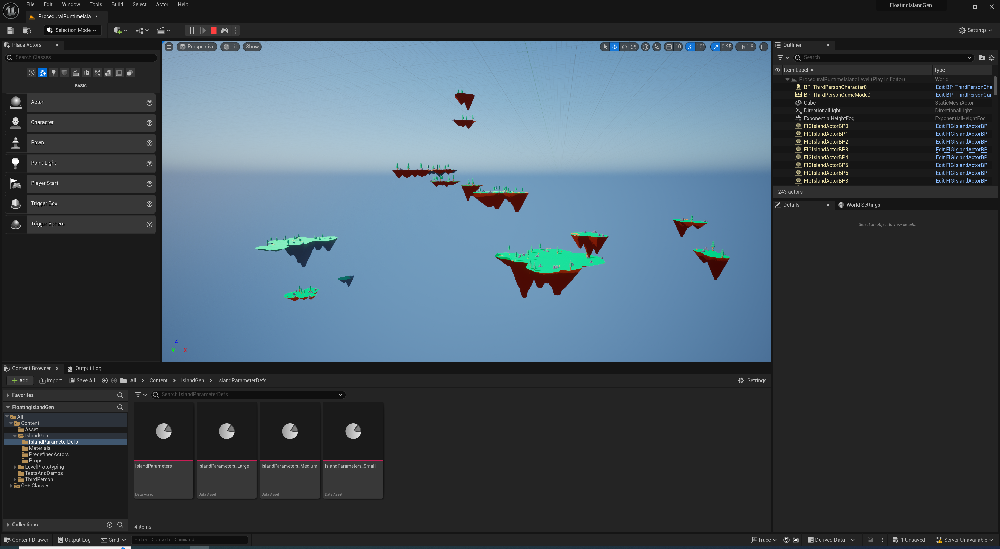 File Edit Window Tools Build Select Actor Help
FloatingIslandGen
ProceduralRuntimeIsla...*
Selection Mode
Settings
Place Actors
Search Classes
BASIC
Actor
Character
Pawn
Point Light
Player Start
Trigger Box
Trigger Sphere
Perspective Lit Show
10 10° 0.25 1.8
Z
X
Outliner
Search...
Item Label Type
ProceduralRuntimeIslandLevel (Play In Editor) World
BP_ThirdPersonCharacter0 Edit BP_ThirdPersonCha
BP_ThirdPersonGameMode0 Edit BP_ThirdPersonGan
Cube StaticMeshActor
DirectionalLight DirectionalLight
ExponentialHeightFog ExponentialHeightFog
FIGIslandActorBP0 Edit FIGIslandActorBP
FIGIslandActorBP1 Edit FIGIslandActorBP
FIGIslandActorBP2 Edit FIGIslandActorBP
FIGIslandActorBP3 Edit FIGIslandActorBP
FIGIslandActorBP4 Edit FIGIslandActorBP
FIGIslandActorBP5 Edit FIGIslandActorBP
FIGIslandActorBP6 Edit FIGIslandActorBP
FIGIslandActorBP8 Edit FIGIslandActorBP
243 actors
Details World Settings
Select an object to view details.
Content Browser Output Log
Add Import Save All All Content IslandGen IslandParameterDefs Settings
Favorites
FloatingIslandGen
All
Content
Asset
IslandGen
IslandParameterDefs
Materials
PredefinedActors
Props
LevelPrototyping
TestsAndDemos
ThirdPerson
C++ Classes
Collections
Search IslandParameterDefs
IslandParameters
Data Asset
IslandParameters_Large
Data Asset
IslandParameters_Medium
Data Asset
IslandParameters_Small
Data Asset
4 items
Content Drawer Output Log Cmd Enter Console Command Trace Derived Data 1 Unsaved Server Unavailable